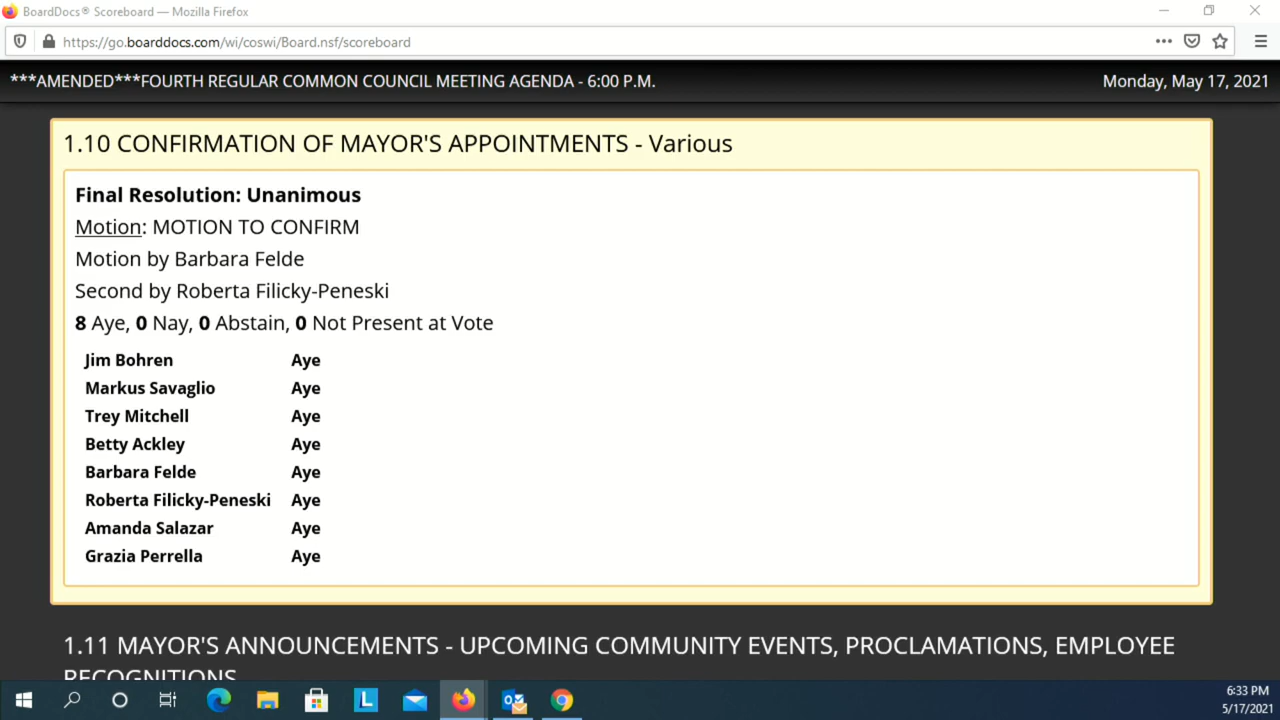 BoardDocs® Scoreboard — Mozilla Firefox
https://go.boarddocs.com/wi/coswi/Board.nsf/scoreboard
***AMENDED***FOURTH REGULAR COMMON COUNCIL MEETING AGENDA - 6:00 P.M. Monday, May 17, 2021
1.10 CONFIRMATION OF MAYOR'S APPOINTMENTS - Various
Final Resolution: Unanimous
Motion: MOTION TO CONFIRM
Motion by Barbara Felde
Second by Roberta Filicky-Peneski
8 Aye, 0 Nay, 0 Abstain, 0 Not Present at Vote
Jim Bohren Aye
Markus Savaglio Aye
Trey Mitchell Aye
Betty Ackley Aye
Barbara Felde Aye
Roberta Filicky-Peneski Aye
Amanda Salazar Aye
Grazia Perrella Aye
1.11 MAYOR'S ANNOUNCEMENTS - UPCOMING COMMUNITY EVENTS, PROCLAMATIONS, EMPLOYEE
RECOGNITIONS
6:33 PM
5/17/2021